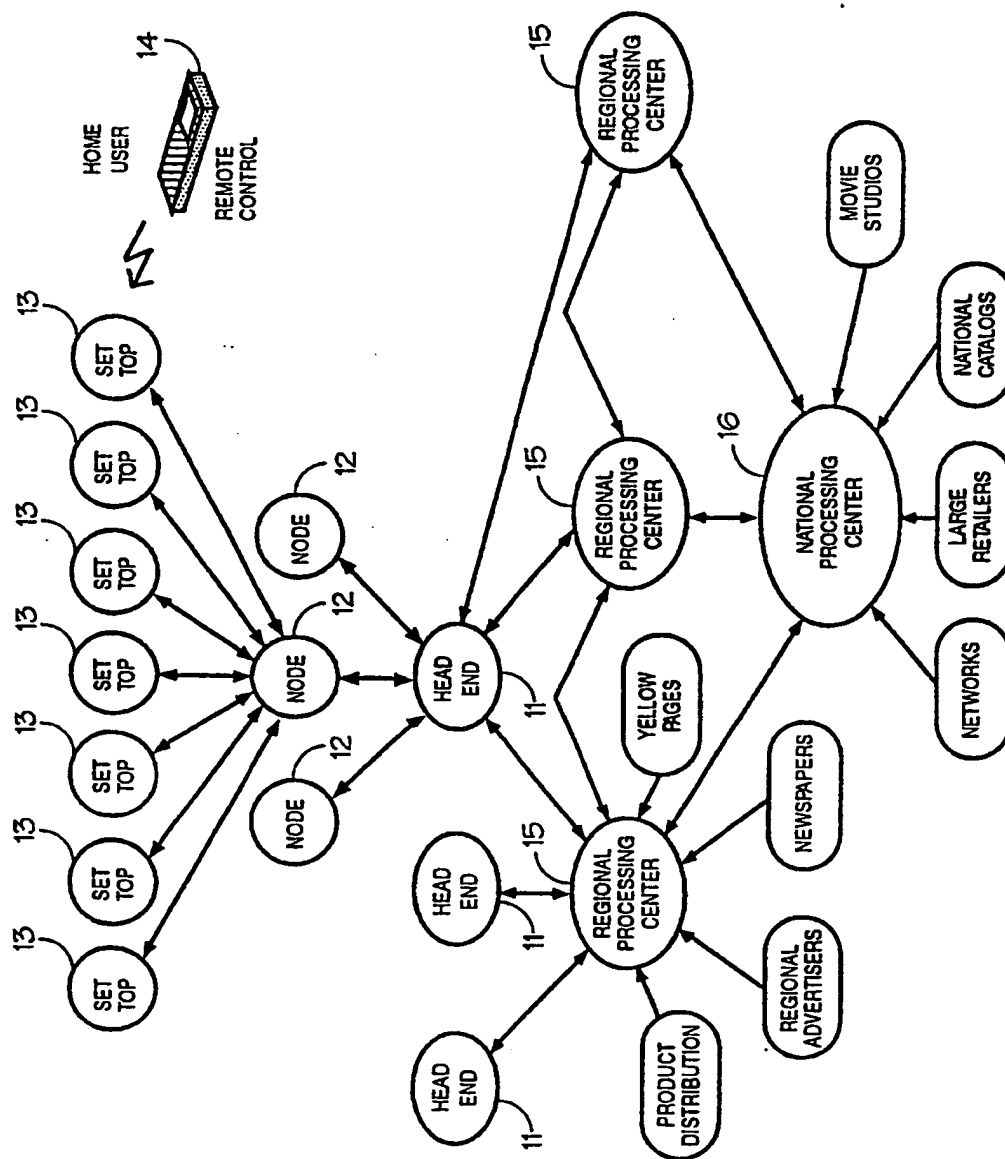 HOME
USER
14
REMOTE
CONTROL
13
SET
TOP
13
SET
TOP
13
SET
TOP
13
SET
TOP
13
SET
TOP
13
SET
TOP
13
SET
TOP
NODE
12
NODE
12
NODE
12
HEAD
END
11
HEAD
END
11
HEAD
END
11
REGIONAL
PROCESSING
CENTER
15
REGIONAL
PROCESSING
CENTER
15
REGIONAL
PROCESSING
CENTER
15
PRODUCT
DISTRIBUTION
REGIONAL
ADVERTISERS
NEWSPAPERS
YELLOW
PAGES
NATIONAL
PROCESSING
CENTER
16
NETWORKS
LARGE
RETAILERS
NATIONAL
CATALOGS
MOVIE
STUDIOS